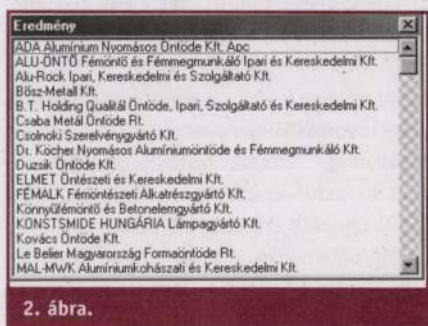 Eredmény
ADA Alumínium Nyomásos Öntöde Kft. Apc
ALU-ÖNTŐ Fémöntő és Fémmegmunkáló Ipari és Kereskedelmi Kft.
Alu-Rock Ipari, Kereskedelmi és Szolgáltató Kft.
Bösz-Metall Kft.
B.T. Holding Qualitál Öntöde, Ipari, Szolgáltató és Kereskedelmi Kft.
Csaba Metál Öntöde Rt.
Csolnoki Szerelvénygyártó Kft.
Dr. Köcher Nyomásos Alumíniumöntöde és Fémmegmunkáló Kft.
Duzsik Öntöde Kft.
ELMET Öntészeti és Kereskedelmi Kft.
FÉMALK Fémöntészeti Alkatrészgyártó Kft.
Könnyűfémöntő és Betonelemgyártó Kft.
KONSTSMIDE HUNGÁRIA Lámpagyártó Kft.
Kovács Öntöde Kft.
Le Belier Magyarország Formaöntöde Rt.
MAL-MWK Alumíniumkohászati és Kereskedelmi Kft.
2. ábra.